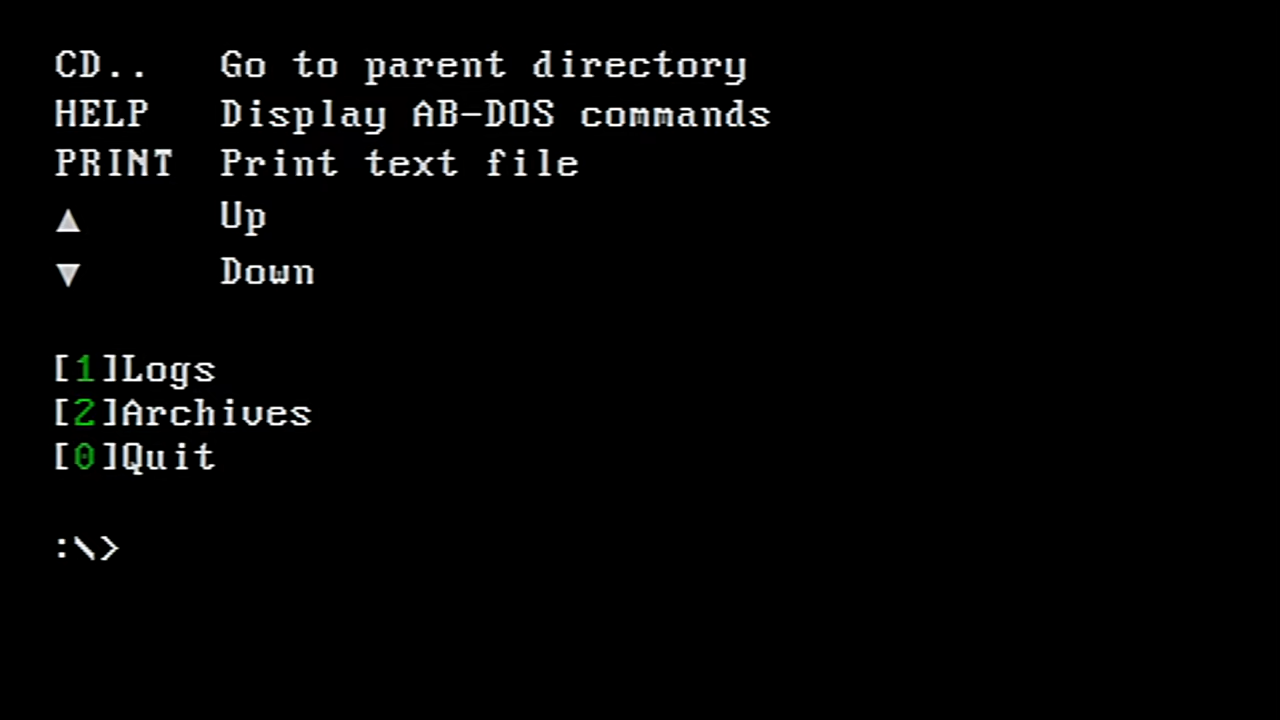 CD.. Go to parent directory
HELP Display AB-DOS commands
PRINT Print text file
▲ Up
▼ Down
[1]Logs
[2]Archives
[0]Quit
:\>